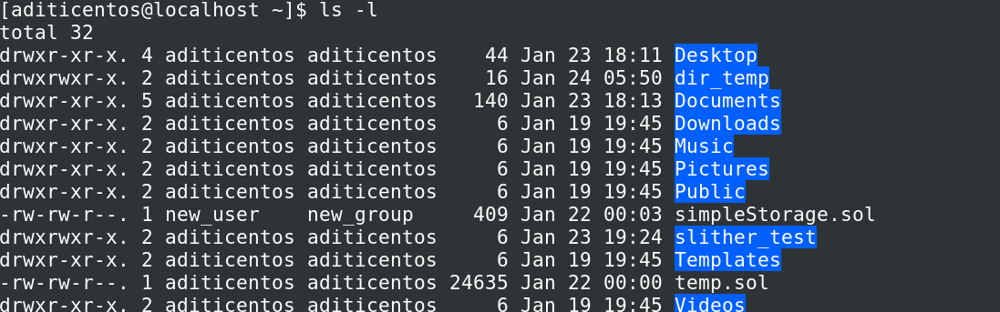 [aditicentos@localhost ~]$ ls -l
total 32
drwxr-xr-x. 4 aditicentos aditicentos    44 Jan 23 18:11 Desktop
drwxrwxr-x. 2 aditicentos aditicentos    16 Jan 24 05:50 dir_temp
drwxr-xr-x. 5 aditicentos aditicentos   140 Jan 23 18:13 Documents
drwxr-xr-x. 2 aditicentos aditicentos     6 Jan 19 19:45 Downloads
drwxr-xr-x. 2 aditicentos aditicentos     6 Jan 19 19:45 Music
drwxr-xr-x. 2 aditicentos aditicentos     6 Jan 19 19:45 Pictures
drwxr-xr-x. 2 aditicentos aditicentos     6 Jan 19 19:45 Public
-rw-rw-r--. 1 new_user    new_group     409 Jan 22 00:03 simpleStorage.sol
drwxrwxr-x. 2 aditicentos aditicentos     6 Jan 23 19:24 slither_test
drwxr-xr-x. 2 aditicentos aditicentos     6 Jan 19 19:45 Templates
-rw-rw-r--. 1 aditicentos aditicentos 24635 Jan 22 00:00 temp.sol
drwxr-xr-x. 2 aditicentos aditicentos     6 Jan 19 19:45 Videos